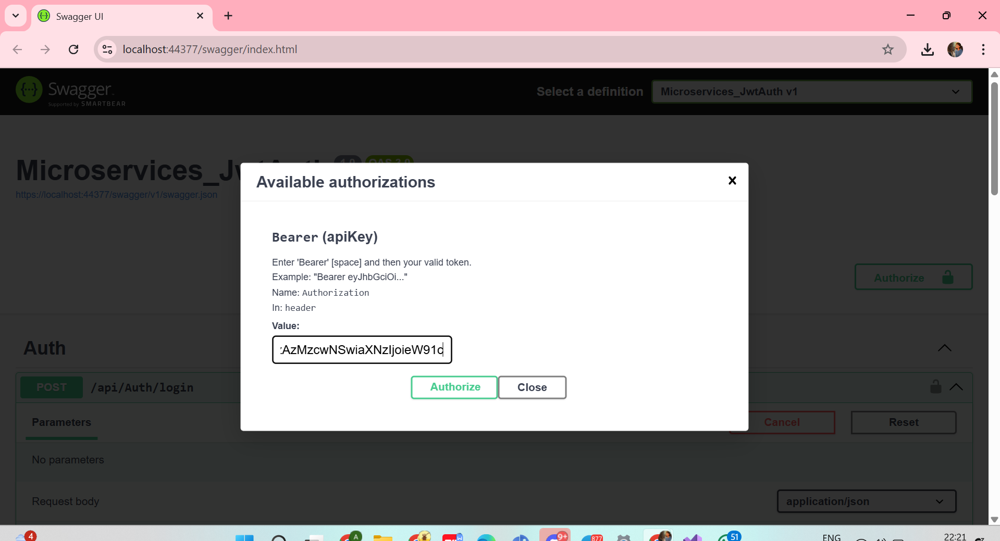 Swagger UI
localhost:44377/swagger/index.html
Swagger
Supported by SMARTBEAR
Select a definition
Microservices_JwtAuth v1
https://localhost:44377/swagger/v1/swagger.json
Available authorizations
Bearer (apiKey)
Enter 'Bearer' [space] and then your valid token.
Example: "Bearer eyJhbGciOi..."
Name: Authorization
In: header
Value:
AzMzcwNSwiaXNzIjoieW91c
Authorize
Close
Authorize
Auth
POST
/api/Auth/login
Parameters
Cancel
Reset
No parameters
Request body
application/json
4
A
9+
877
51
ENG
22:21